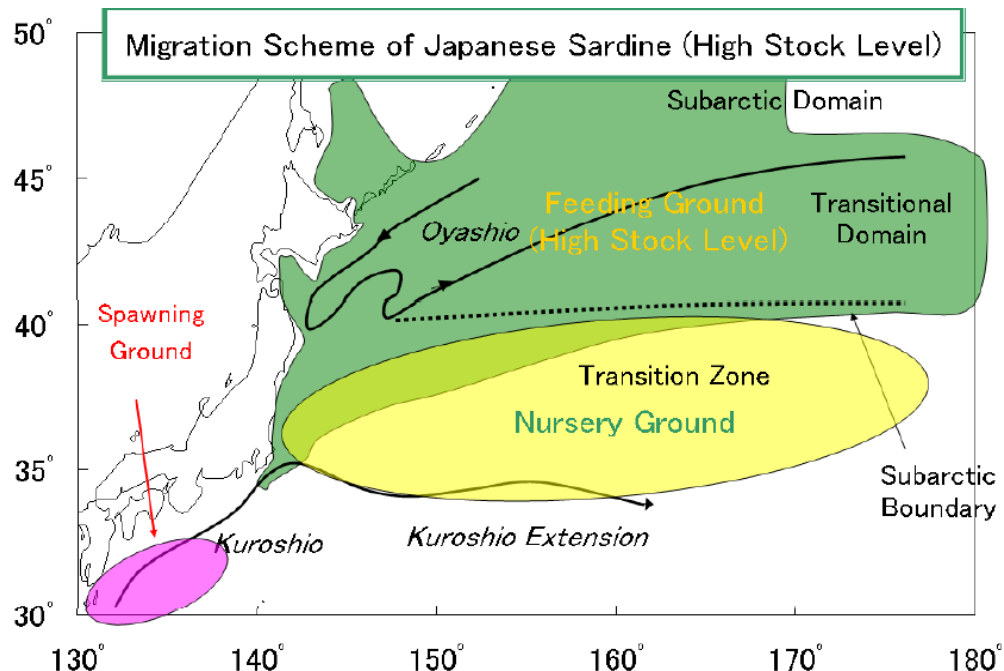 Migration Scheme of Japanese Sardine (High Stock Level)
50°
Subarctic Domain
45°
Feeding Ground
(High Stock Level)
Transitional
Domain
Oyashio
Spawning
Ground
40°
Transition Zone
Nursery Ground
35°
Subarctic
Boundary
Kuroshio
Kuroshio Extension
30°
130° 140° 150° 160° 170° 180°